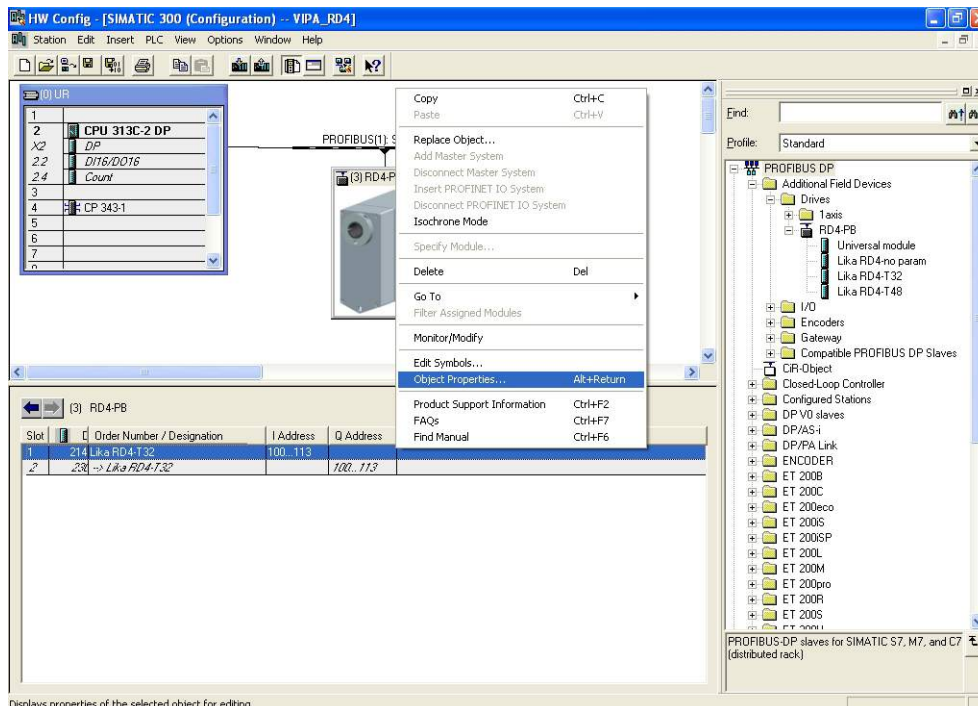 HW Config - [SIMATIC 300 (Configuration) -- VIPA_RD4]
Station Edit Insert PLC View Options Window Help
(0) UR
1
2 CPU 313C-2 DP
X2 DP
2.2 DI16/DO16
2.4 Count
3
4 CP 343-1
5
6
7
PROFIBUS(1): S
(3) RD4-P
Copy Ctrl+C
Paste Ctrl+V
Replace Object...
Add Master System
Disconnect Master System
Insert PROFINET IO System
Disconnect PROFINET IO System
Isochrone Mode
Specify Module...
Delete Del
Go To
Filter Assigned Modules
Monitor/Modify
Edit Symbols...
Object Properties... Alt+Return
Product Support Information Ctrl+F2
FAQs Ctrl+F7
Find Manual Ctrl+F6
(3) RD4-PB
Slot D Order Number / Designation I Address Q Address
1 214 Lika RD4-T32 100...113
2 230 --> Lika RD4-T32 100...113
Find:
Profile: Standard
PROFIBUS DP
Additional Field Devices
Drives
1axis
RD4-PB
Universal module
Lika RD4-no param
Lika RD4-T32
Lika RD4-T48
I/O
Encoders
Gateway
Compatible PROFIBUS DP Slaves
CiR-Object
Closed-Loop Controller
Configured Stations
DP V0 slaves
DP/AS-i
DP/PA Link
ENCODER
ET 200B
ET 200C
ET 200eco
ET 200iS
ET 200iSP
ET 200L
ET 200M
ET 200pro
ET 200R
ET 200S
ET 200U
PROFIBUS-DP slaves for SIMATIC S7, M7, and C7
(distributed rack)
Displays properties of the selected object for editing.